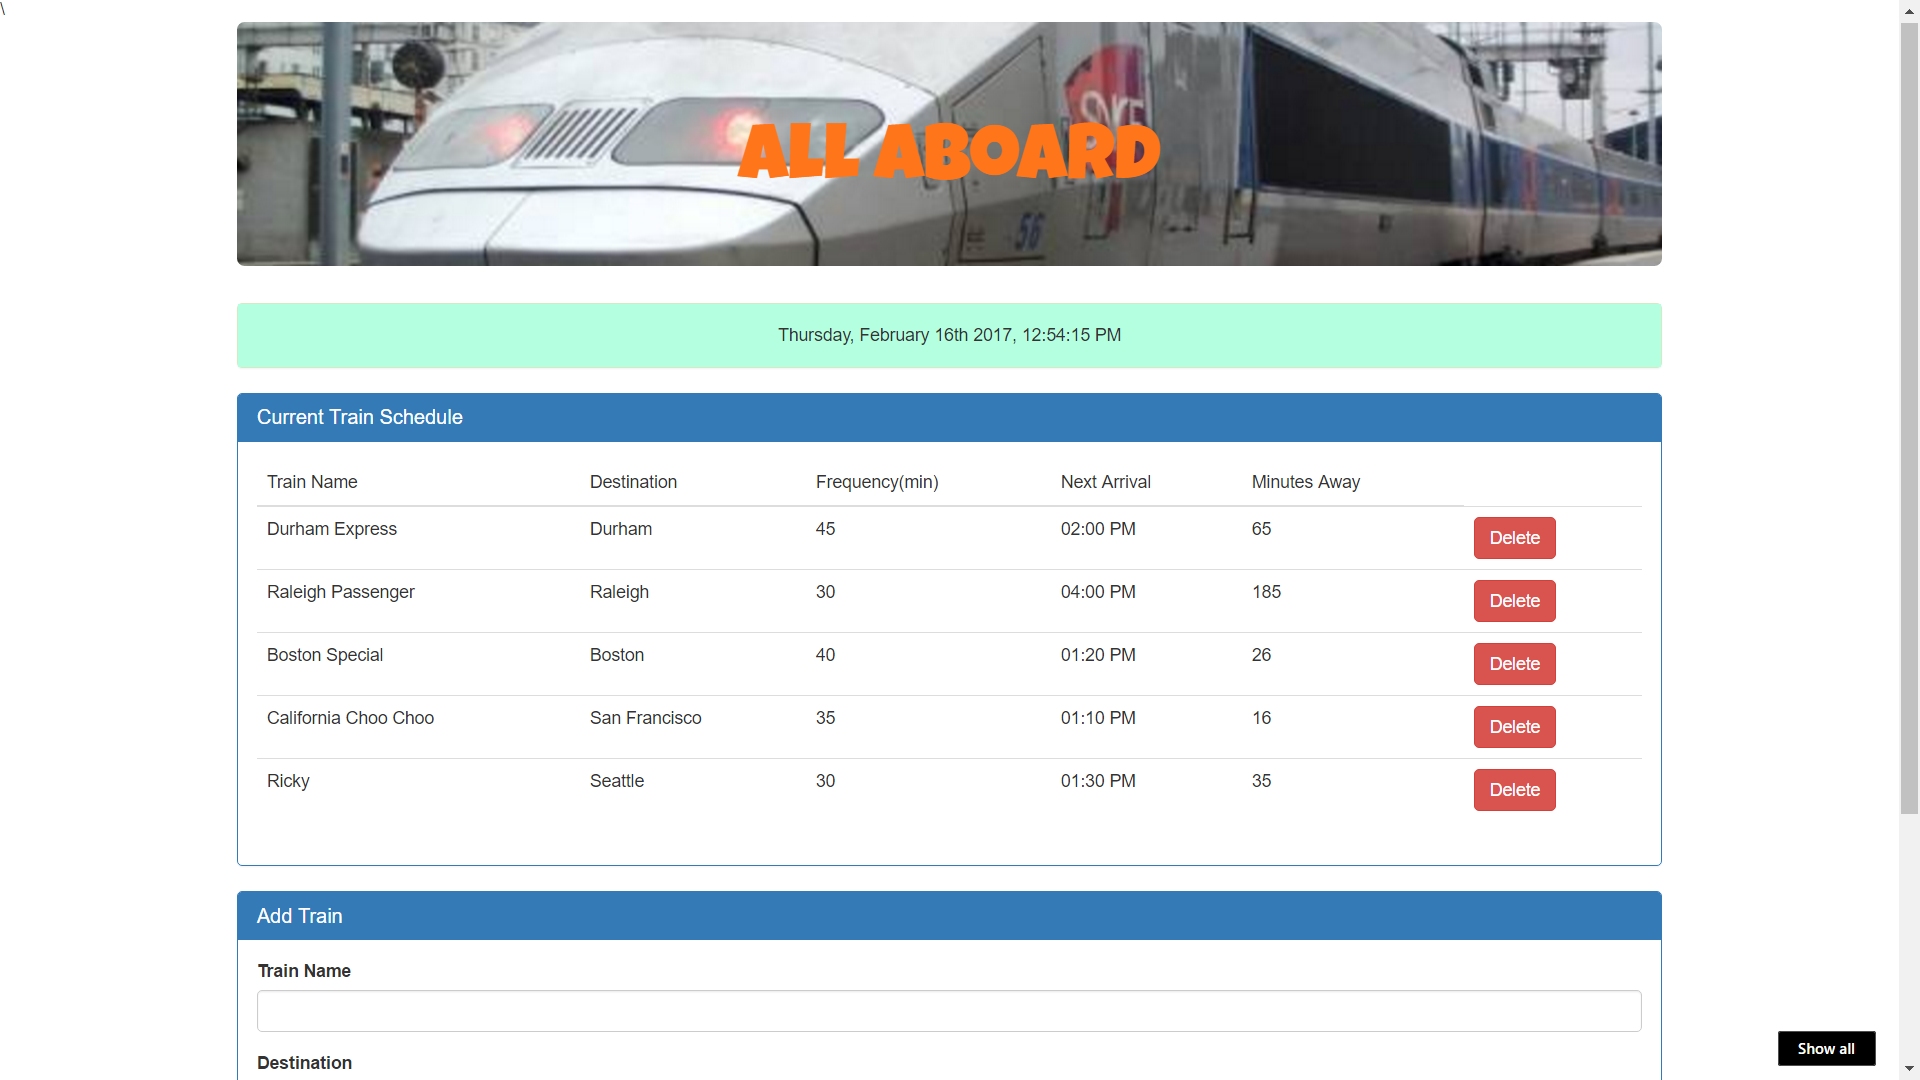 \
ALL ABOARD
56
Thursday, February 16th 2017, 12:54:15 PM
Current Train Schedule
Train Name Destination Frequency(min) Next Arrival Minutes Away
Durham Express Durham 45 02:00 PM 65 Delete
Raleigh Passenger Raleigh 30 04:00 PM 185 Delete
Boston Special Boston 40 01:20 PM 26 Delete
California Choo Choo San Francisco 35 01:10 PM 16 Delete
Ricky Seattle 30 01:30 PM 35 Delete
Add Train
Train Name
Destination
Show all